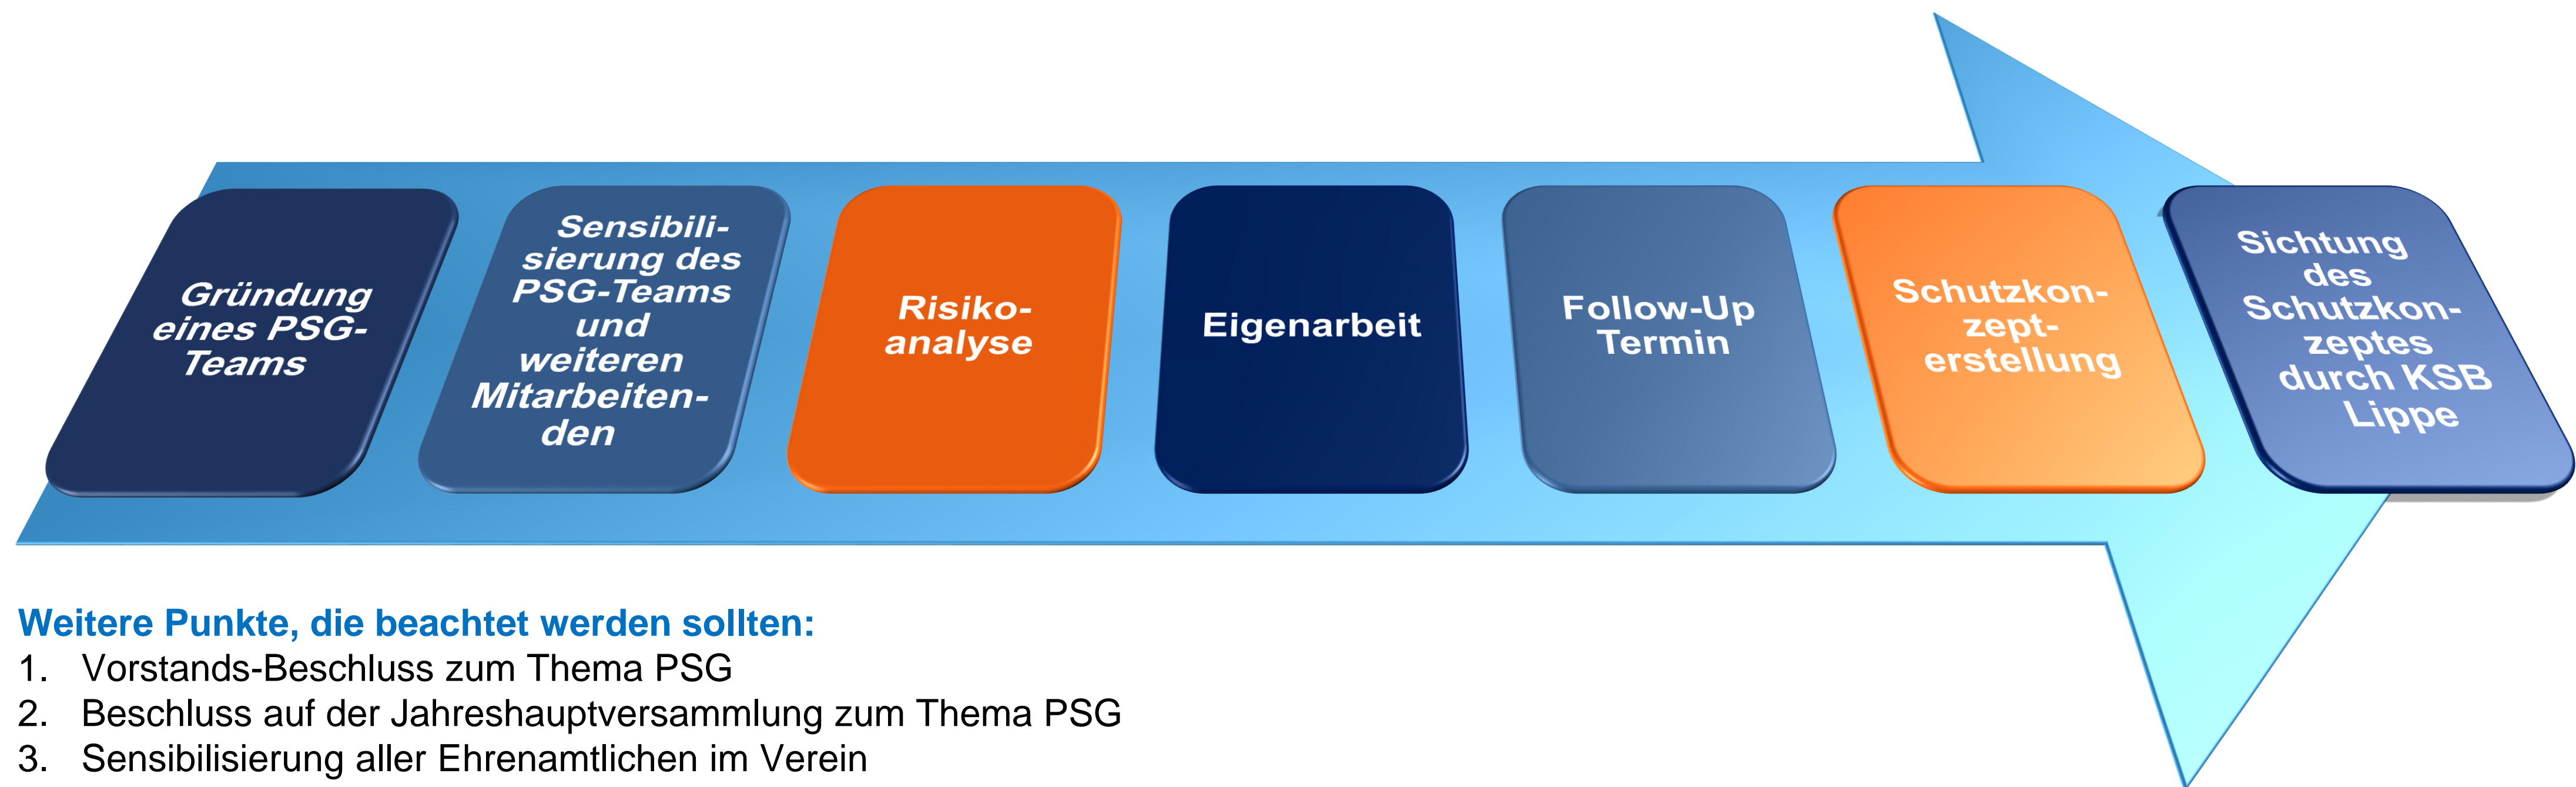 Gründung
eines PSG-
Teams
Sensibili-
sierung des
PSG-Teams
und
weiteren
Mitarbeiten-
den
Risiko-
analyse
Eigenarbeit
Follow-Up
Termin
Schutzkon-
zept-
erstellung
Sichtung
des
Schutzkon-
zeptes
durch KSB
Lippe
Weitere Punkte, die beachtet werden sollten:
1. Vorstands-Beschluss zum Thema PSG
2. Beschluss auf der Jahreshauptversammlung zum Thema PSG
3. Sensibilisierung aller Ehrenamtlichen im Verein